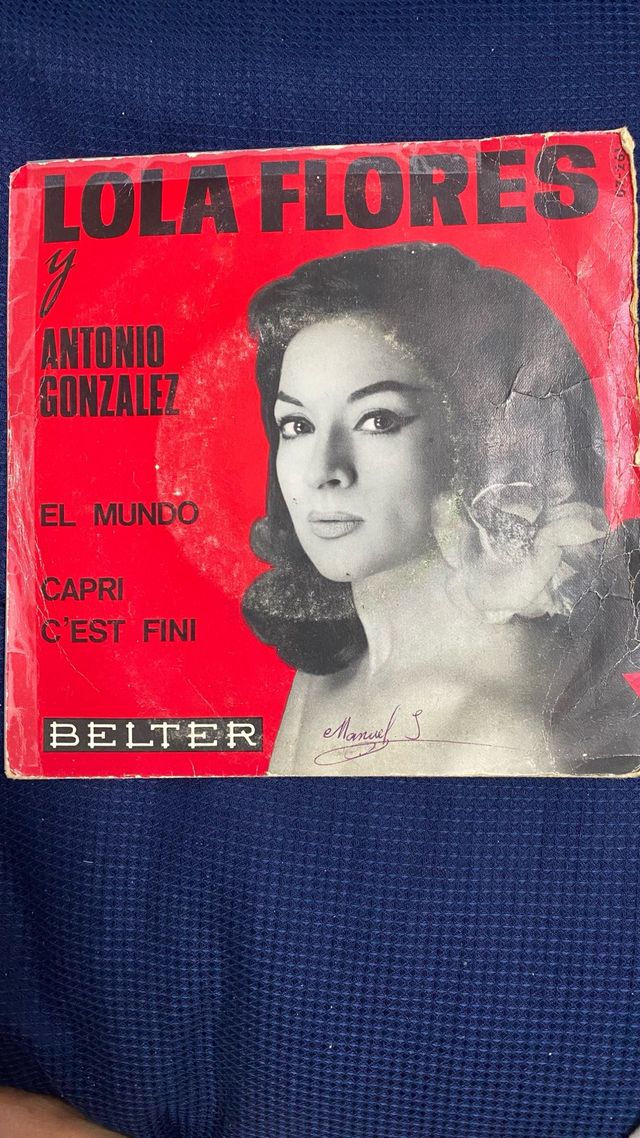 LOLA FLORES
y
ANTONIO
GONZALEZ
EL MUNDO
CAPRI
C'EST FINI
BELTER
Manuel S